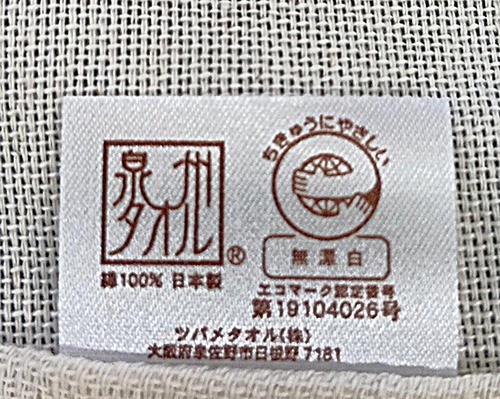 ちきゅうにやさしい
泉州
タオル
®
無漂白
綿100% 日本製
エコマーク認定番号
第19104026号
ツバメタオル(株)
大阪府泉佐野市日根野7181